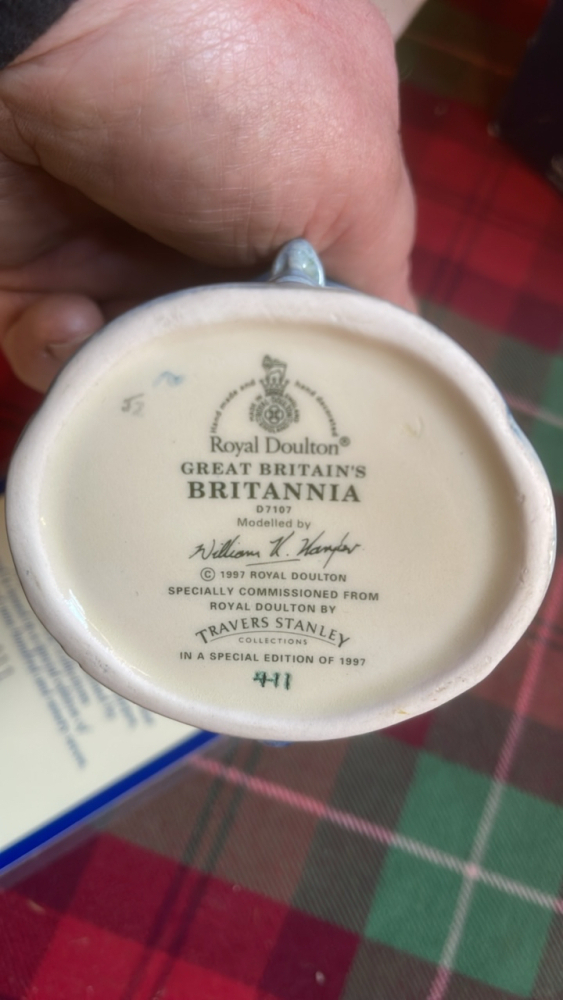 Hand made and hand decorated
Royal Doulton®
GREAT BRITAIN'S
BRITANNIA
D7107
Modelled by
William K. Harper
© 1997 ROYAL DOULTON
SPECIALLY COMMISSIONED FROM
ROYAL DOULTON BY
TRAVERS STANLEY
COLLECTIONS
IN A SPECIAL EDITION OF 1997